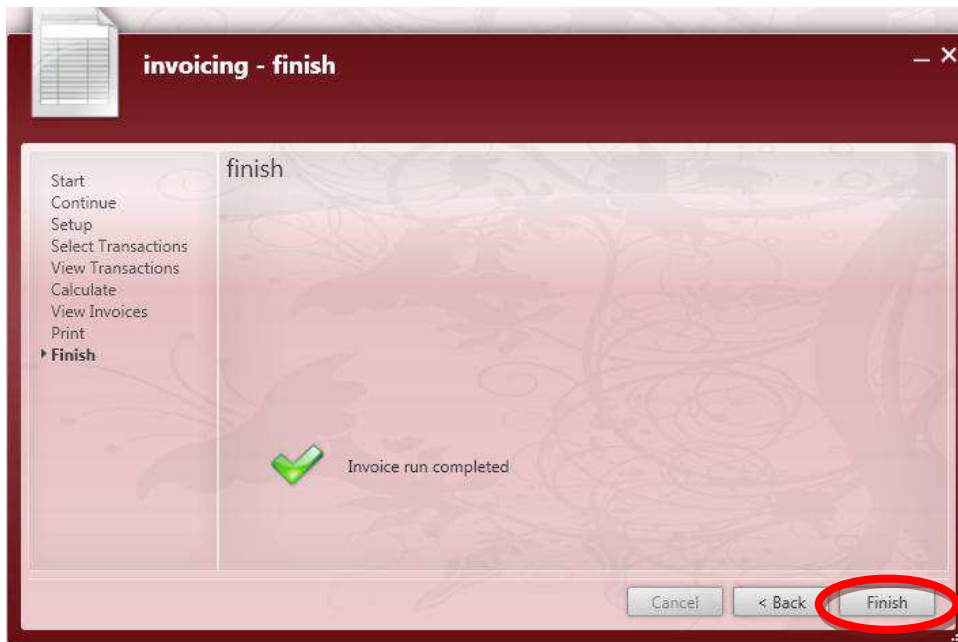 invoicing - finish
Start
Continue
Setup
Select Transactions
View Transactions
Calculate
View Invoices
Print
Finish
finish
Invoice run completed
Cancel
< Back
Finish